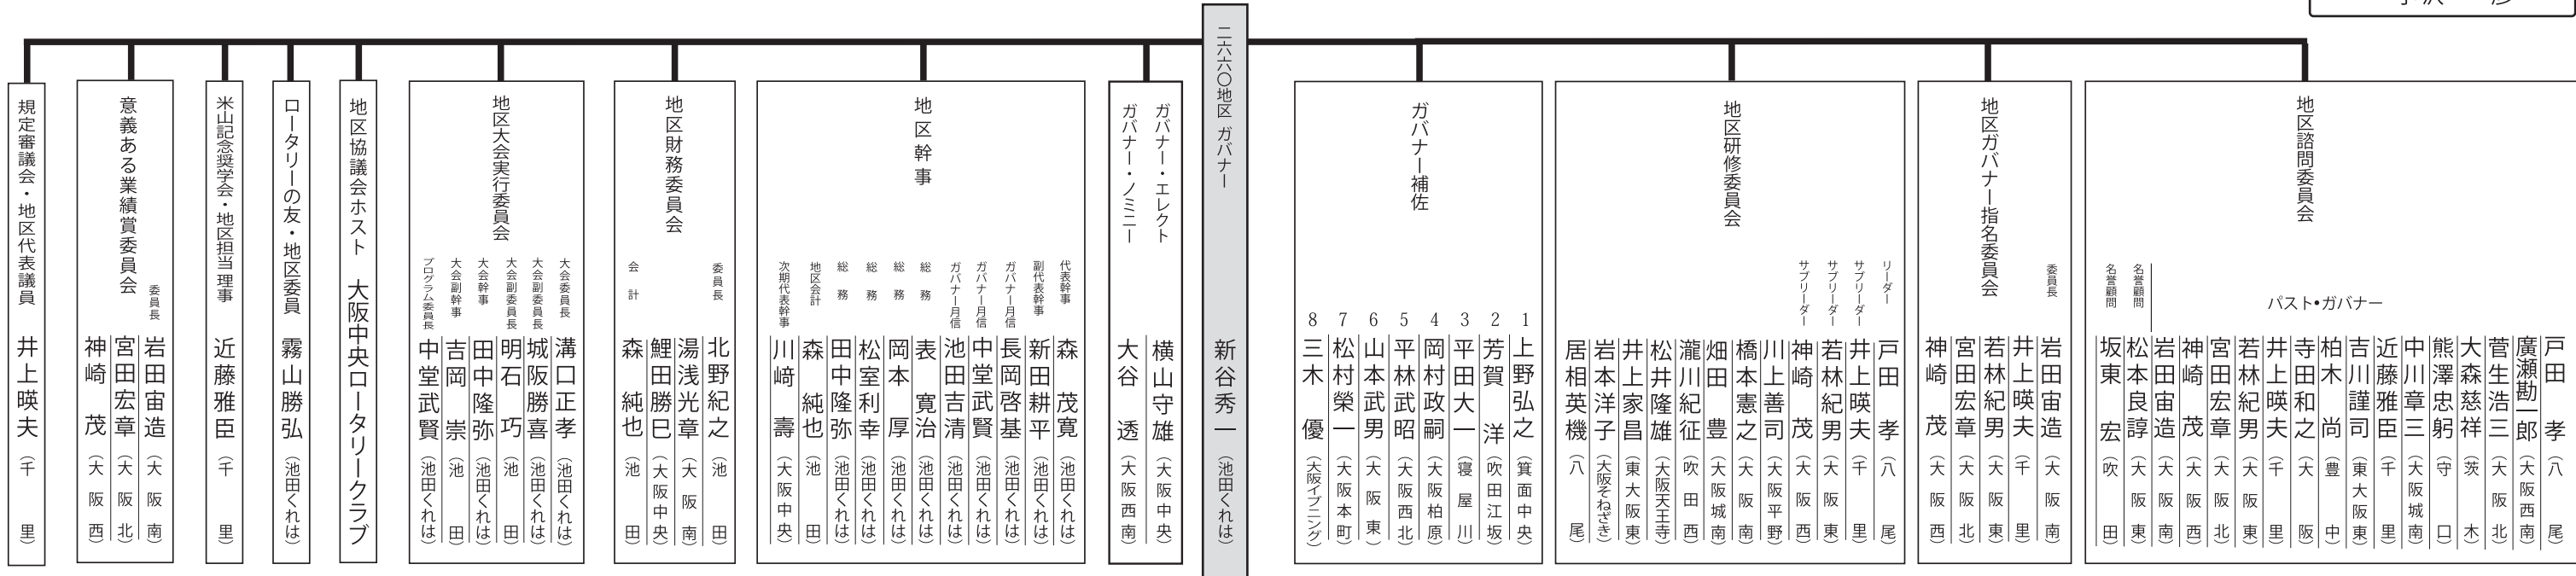 地区諮問委員会
パスト・ガバナー
戸田 孝（八尾）
廣瀬勘一郎（大阪西南）
菅生浩三（大阪北）
大森慈祥（茨木）
熊澤忠躬（守口）
中川章三（大阪城南）
近藤雅臣（千里）
吉川謹司（東大阪東）
柏木 尚（豊中）
寺田和之（大阪）
井上暎夫（千里）
若林紀男（大阪東）
宮田宏章（大阪北）
神崎 茂（大阪西）
岩田宙造（大阪南）
名誉顧問 松本良諄（大阪東）
名誉顧問 坂東 宏（吹田）
地区ガバナー指名委員会
委員長 岩田宙造（大阪南）
井上暎夫（千里）
若林紀男（大阪東）
宮田宏章（大阪北）
神崎 茂（大阪西）
地区研修委員会
リーダー 戸田 孝（八尾）
サブリーダー 井上暎夫（千里）
サブリーダー 若林紀男（大阪東）
サブリーダー 神崎 茂（大阪西）
川上善司（大阪平野）
橋本憲之（大阪南）
畑田 豊（大阪城南）
瀧川紀征（吹田西）
松井隆雄（大阪天王寺）
井上家昌（東大阪東）
岩本洋子（大阪そねざき）
居相英機（八尾）
ガバナー補佐
1 上野弘之（箕面中央）
2 芳賀 洋（吹田江坂）
3 平田大一（寝屋川）
4 岡村政嗣（大阪柏原）
5 平林武昭（大阪西北）
6 山本武男（大阪東）
7 松村榮一（大阪本町）
8 三木 優（大阪イブニング）
二六六〇地区 ガバナー 新谷秀一（池田くれは）
ガバナー・エレクト 横山守雄（大阪中央）
ガバナー・ノミニー 大谷 透（大阪西南）
地区幹事
代表幹事 森 茂寛（池田くれは）
副代表幹事 新田耕平（池田くれは）
ガバナー月信 長岡啓基（池田くれは）
ガバナー月信 中堂武賢（池田くれは）
ガバナー月信 池田吉清（池田くれは）
総務 表 寛治（池田くれは）
総務 岡本 厚（池田くれは）
総務 松室利幸（池田くれは）
総務 田中隆弥（池田くれは）
地区会計 森 純也（池田）
次期代表幹事 川﨑 壽（大阪中央）
地区財務委員会
委員長 北野紀之（池田）
湯浅光章（大阪南）
鯉田勝巳（大阪中央）
会計 森 純也（池田）
地区大会実行委員会
大会委員長 溝口正孝（池田くれは）
大会副委員長 城阪勝喜（池田くれは）
大会副委員長 明石 巧（池田）
大会幹事 田中隆弥（池田くれは）
大会副幹事 吉岡 崇（池田）
プログラム委員長 中堂武賢（池田くれは）
地区協議会ホスト 大阪中央ロータリークラブ
ロータリーの友・地区委員 霧山勝弘（池田くれは）
米山記念奨学会・地区担当理事 近藤雅臣（千里）
意義ある業績賞委員会
委員長 岩田宙造（大阪南）
宮田宏章（大阪北）
神崎 茂（大阪西）
規定審議会・地区代表議員 井上暎夫（千里）